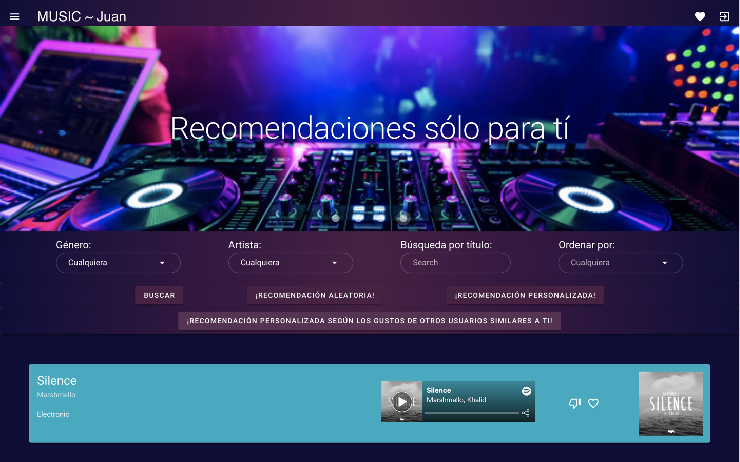 MUSIC ~ Juan
Recomendaciones sólo para tí
Género:
Artista:
Búsqueda por título:
Ordenar por:
Cualquiera
Cualquiera
Search
Cualquiera
BUSCAR
¡RECOMENDACIÓN ALEATORIA!
¡RECOMENDACIÓN PERSONALIZADA!
¡RECOMENDACIÓN PERSONALIZADA SEGÚN LOS GUSTOS DE OTROS USUARIOS SIMILARES A TI!
Silence
Marshmello
Electronic
Silence
Marshmello, Khalid
SILENCE